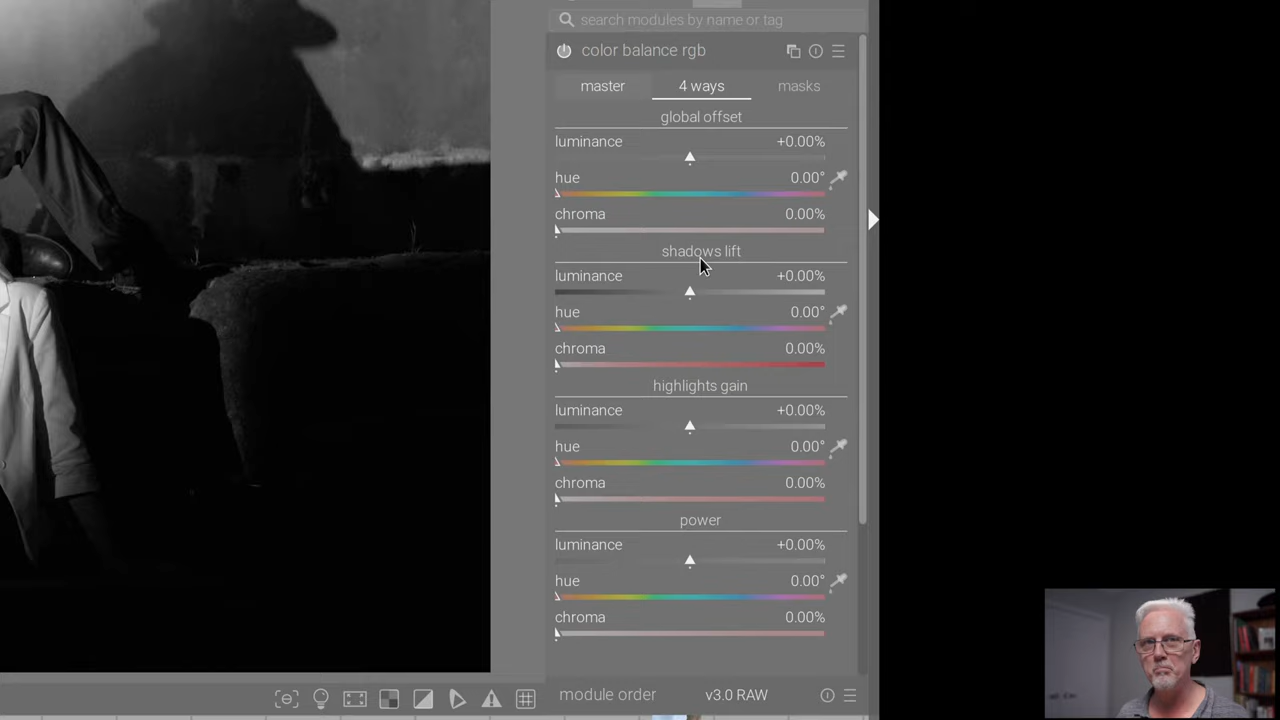 search modules by name or tag
color balance rgb
master 4 ways masks
global offset
luminance +0.00%
hue 0.00°
chroma 0.00%
shadows lift
luminance +0.00%
hue 0.00°
chroma 0.00%
highlights gain
luminance +0.00%
hue 0.00°
chroma 0.00%
power
luminance +0.00%
hue 0.00°
chroma 0.00%
module order v3.0 RAW